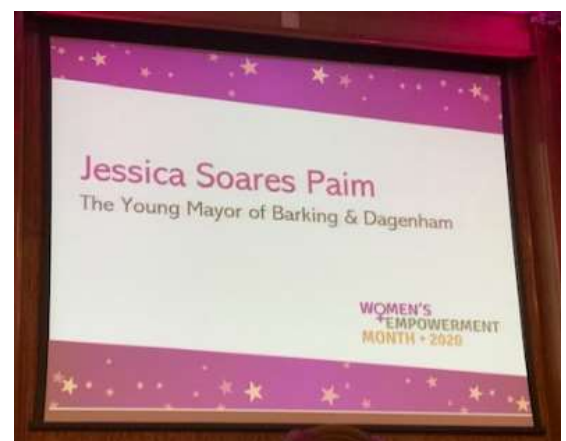 Jessica Soares Paim
The Young Mayor of Barking & Dagenham
WOMEN'S
EMPOWERMENT
MONTH • 2020